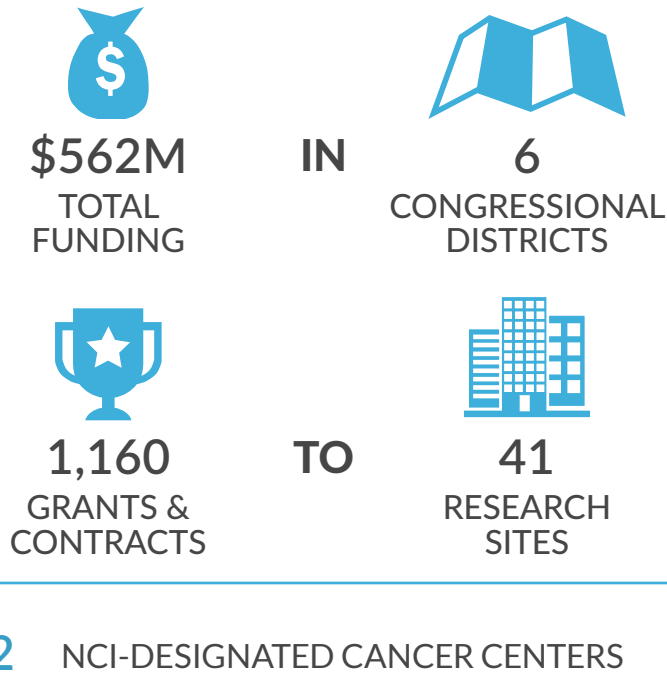 $
$562M IN 6
TOTAL CONGRESSIONAL
FUNDING DISTRICTS
1,160 TO 41
GRANTS & RESEARCH
CONTRACTS SITES
2 NCI-DESIGNATED CANCER CENTERS